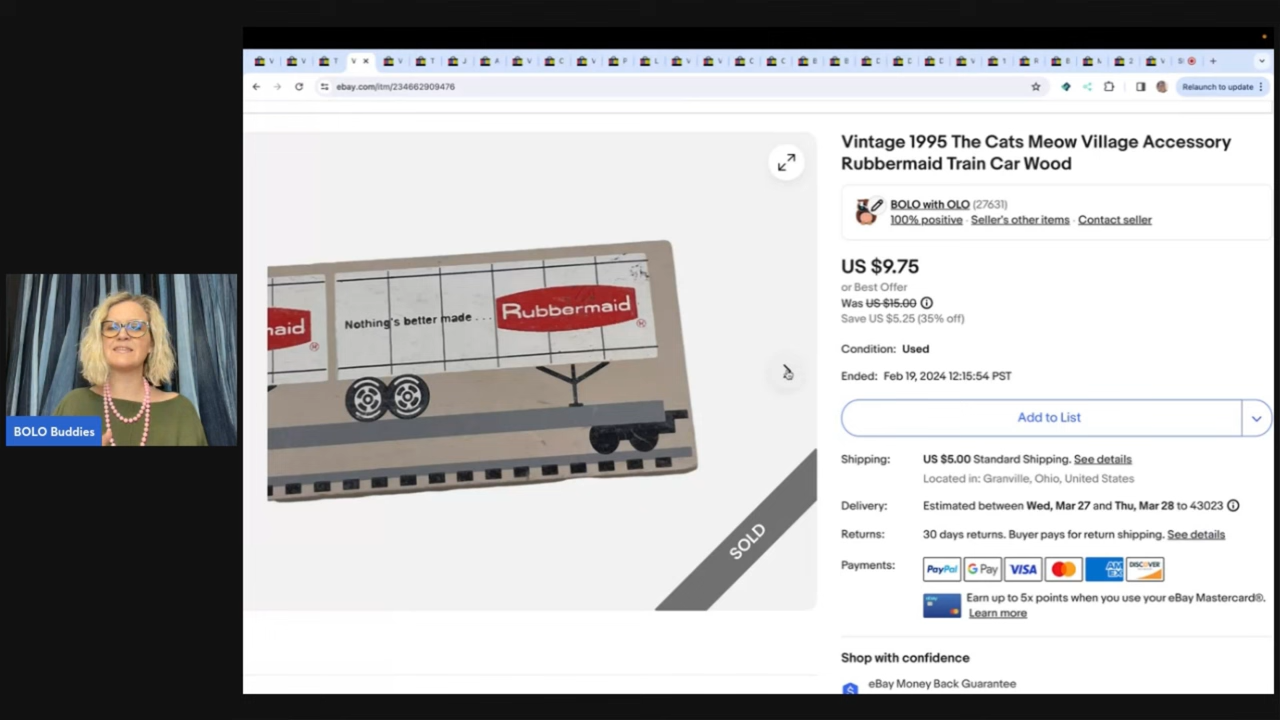 ebay.com/itm/234662909476
Relaunch to update
Vintage 1995 The Cats Meow Village Accessory
Rubbermaid Train Car Wood
BOLO with OLO (27631)
100% positive · Seller's other items · Contact seller
US $9.75
or Best Offer
Was US $15.00
Save US $5.25 (35% off)
Condition: Used
Ended: Feb 19, 2024 12:15:54 PST
Add to List
Shipping: US $5.00 Standard Shipping. See details
Located in: Granville, Ohio, United States
Delivery: Estimated between Wed, Mar 27 and Thu, Mar 28 to 43023
Returns: 30 days returns. Buyer pays for return shipping. See details
Payments: PayPal G Pay VISA AM EX DISCOVER
Earn up to 5x points when you use your eBay Mastercard®.
Learn more
Shop with confidence
eBay Money Back Guarantee
maid ®
Nothing's better made . . . Rubbermaid ®
SOLD
BOLO Buddies